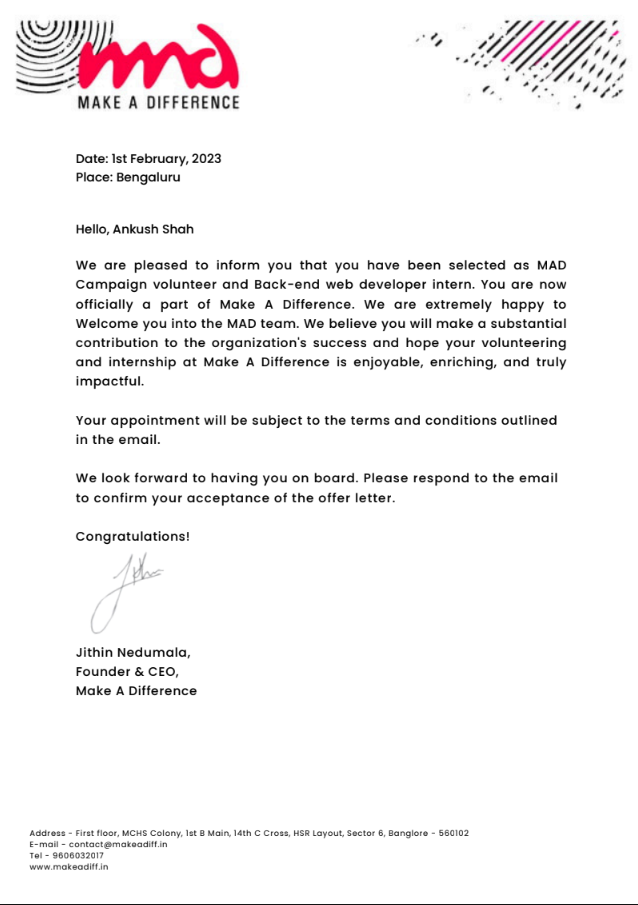 mad
MAKE A DIFFERENCE
Date: 1st February, 2023
Place: Bengaluru
Hello, Ankush Shah
We are pleased to inform you that you have been selected as MAD
Campaign volunteer and Back-end web developer intern. You are now
officially a part of Make A Difference. We are extremely happy to
Welcome you into the MAD team. We believe you will make a substantial
contribution to the organization's success and hope your volunteering
and internship at Make A Difference is enjoyable, enriching, and truly
impactful.
Your appointment will be subject to the terms and conditions outlined
in the email.
We look forward to having you on board. Please respond to the email
to confirm your acceptance of the offer letter.
Congratulations!
Jithin Nedumala,
Founder & CEO,
Make A Difference
Address - First floor, MCHS Colony, 1st B Main, 14th C Cross, HSR Layout, Sector 6, Banglore - 560102
E-mail - contact@makeadiff.in
Tel - 9606032017
www.makeadiff.in